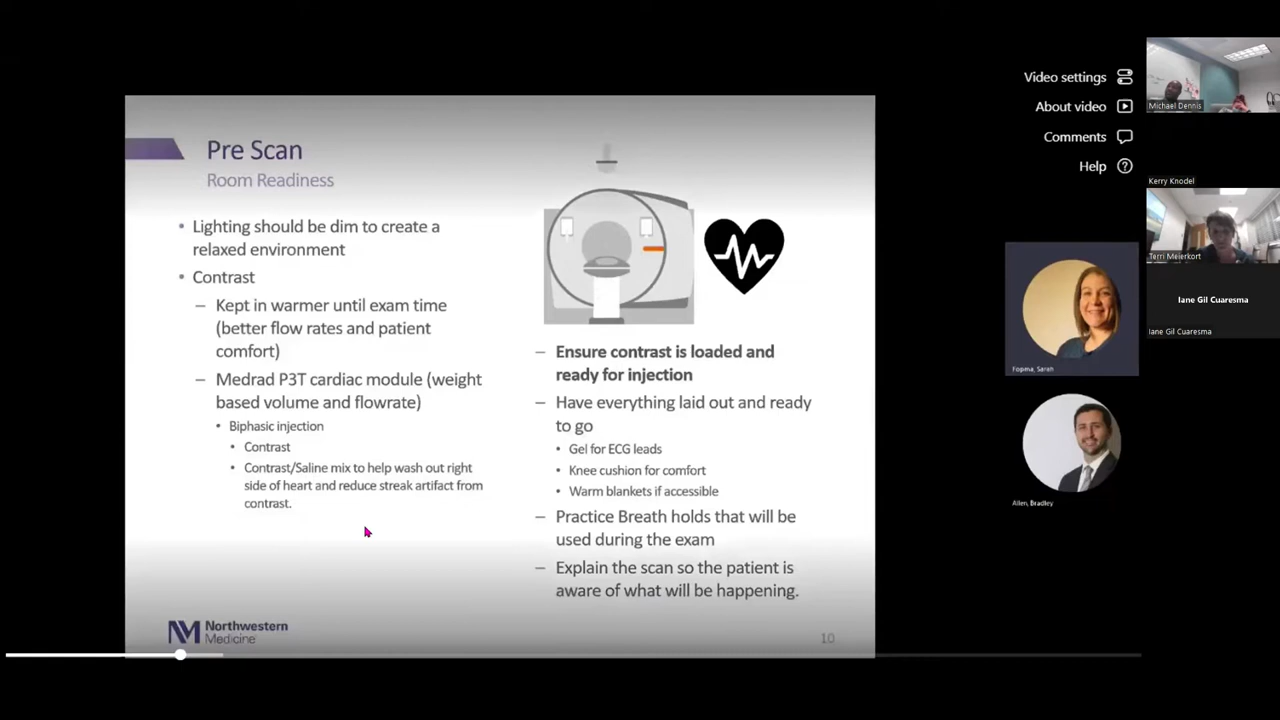 Pre Scan
Room Readiness
• Lighting should be dim to create a
relaxed environment
• Contrast
– Kept in warmer until exam time
(better flow rates and patient
comfort)
– Medrad P3T cardiac module (weight
based volume and flowrate)
• Biphasic injection
• Contrast
• Contrast/Saline mix to help wash out right
side of heart and reduce streak artifact from
contrast.
– Ensure contrast is loaded and
ready for injection
– Have everything laid out and ready
to go
• Gel for ECG leads
• Knee cushion for comfort
• Warm blankets if accessible
– Practice Breath holds that will be
used during the exam
– Explain the scan so the patient is
aware of what will be happening.
NM Northwestern
Medicine
10
Video settings
About video
Comments
Help
Fopma, Sarah
Allen, Bradley
Michael Dennis
Kerry Knodel
Terri Meierkort
Iane Gil Cuaresma
Iane Gil Cuaresma